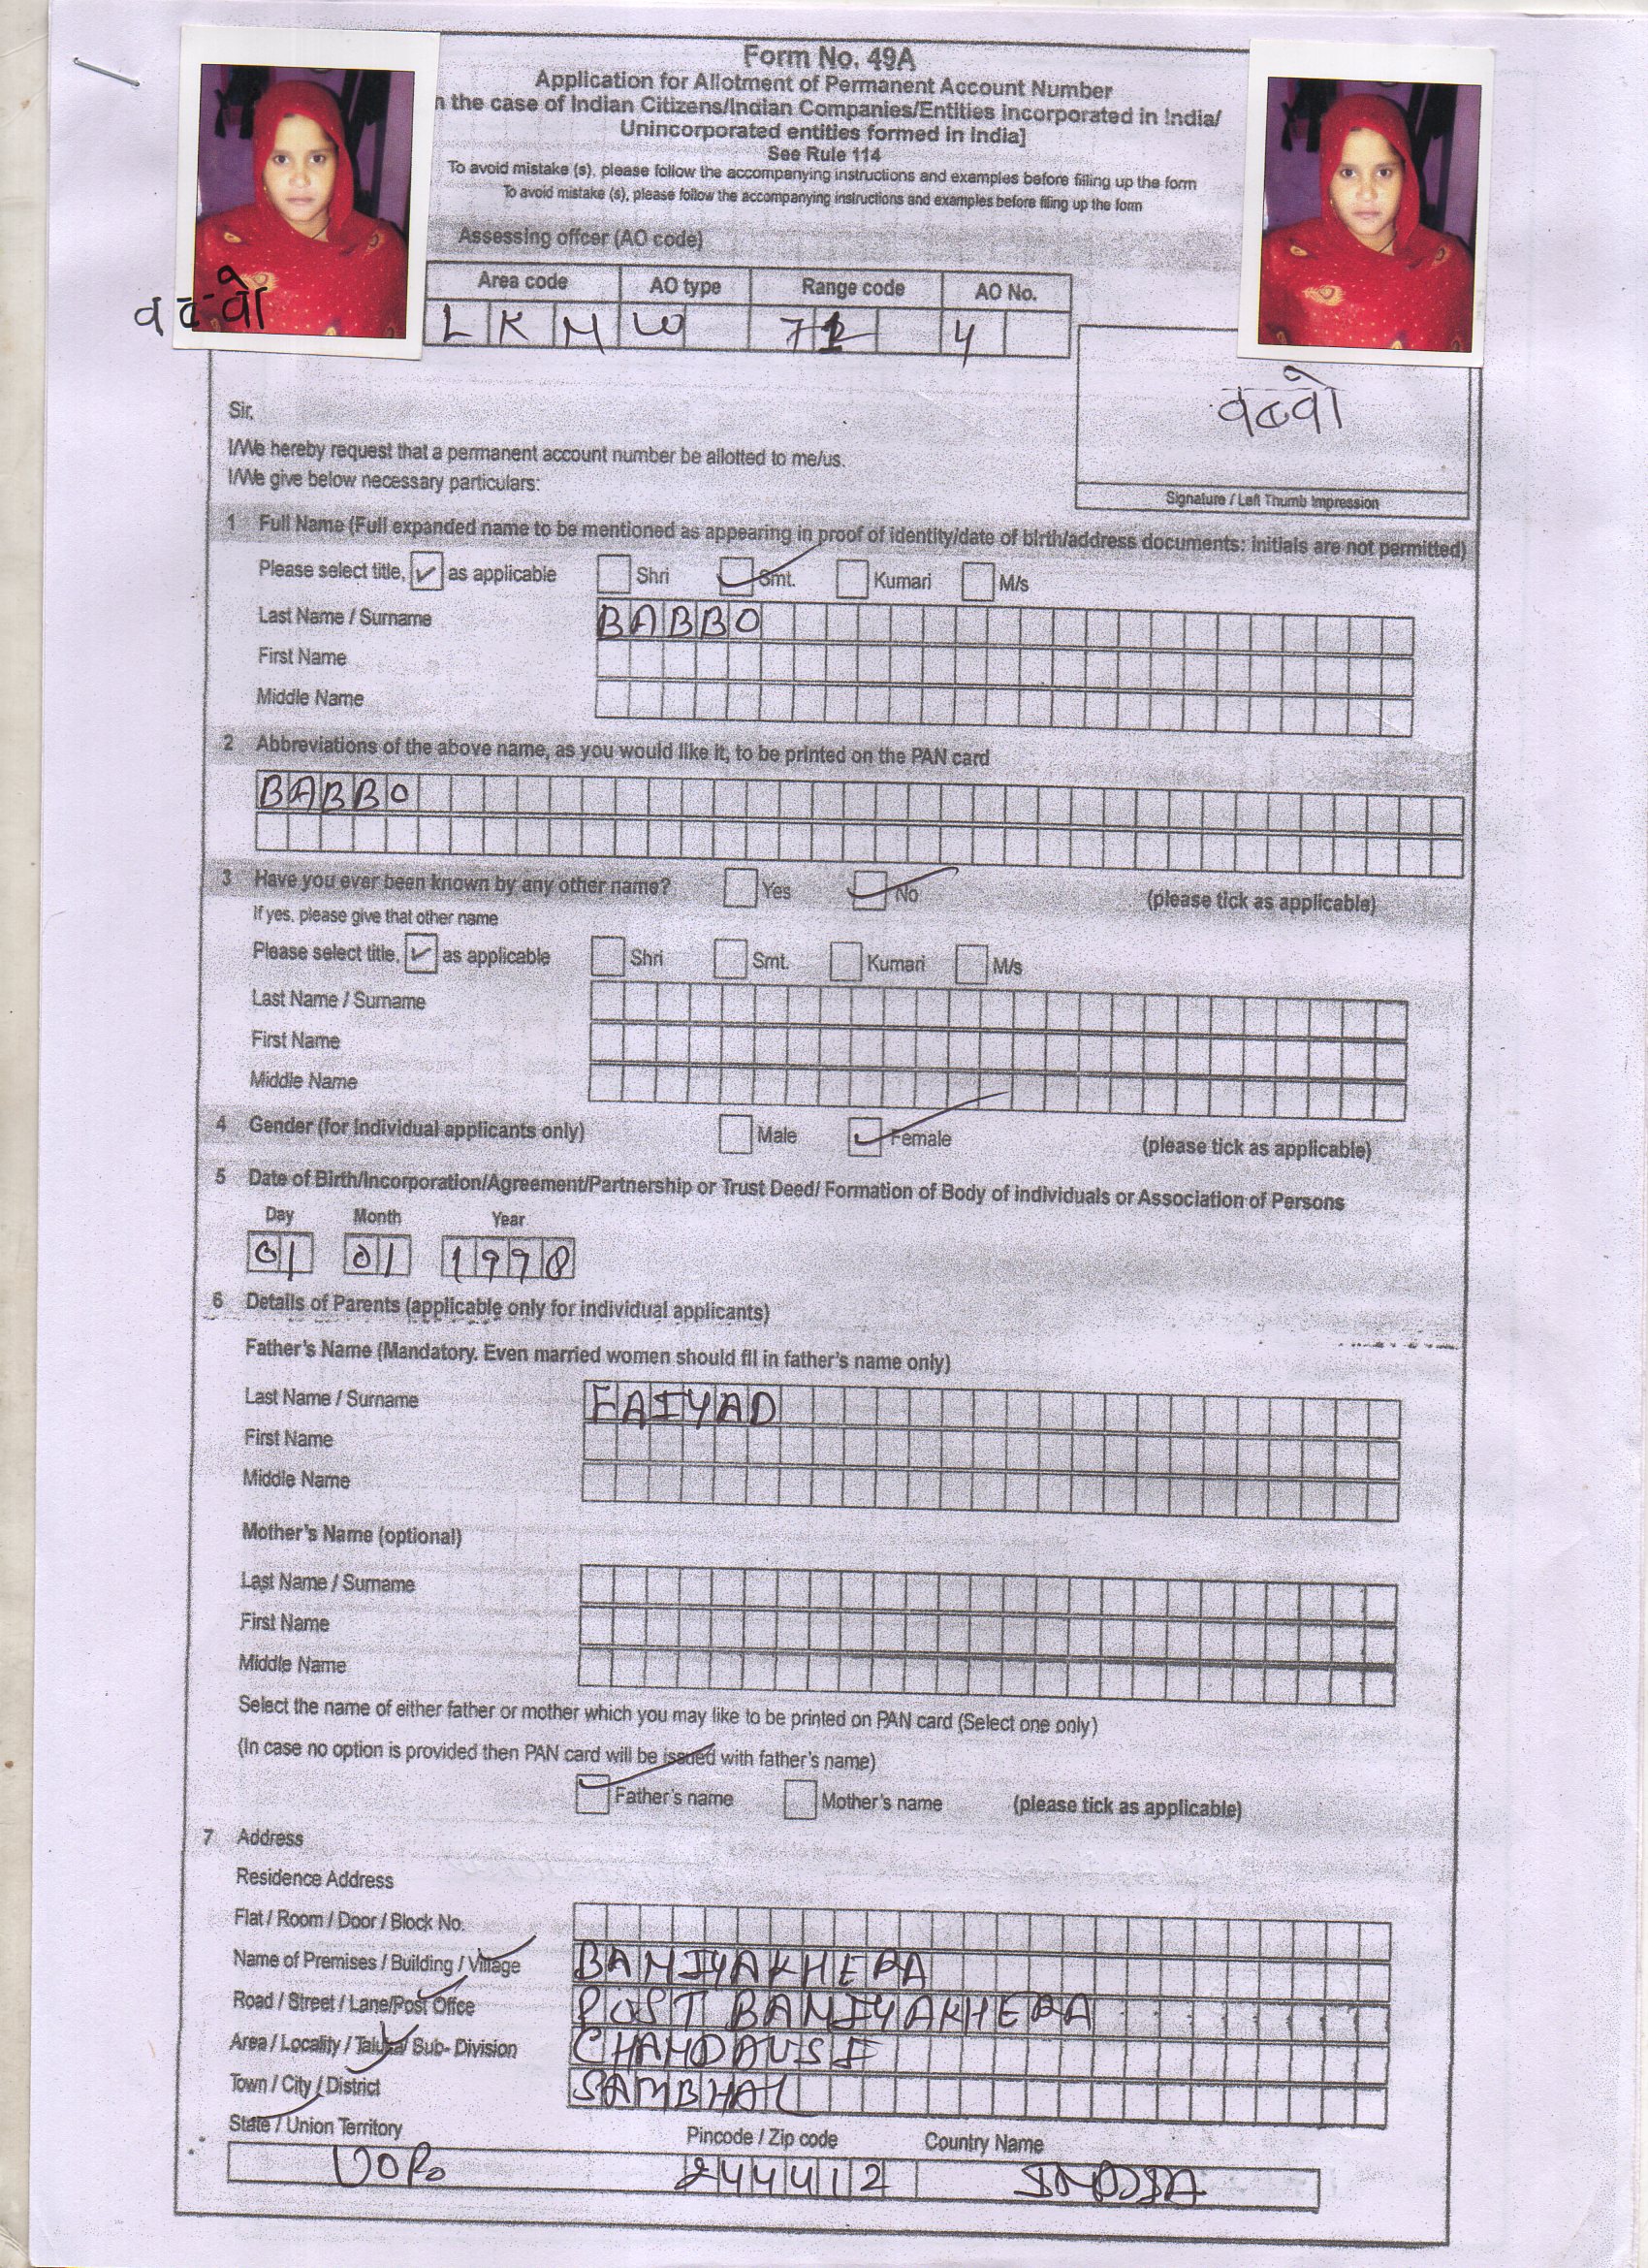 Form No. 49A
Application for Allotment of Permanent Account Number
n the case of Indian Citizens/Indian Companies/Entities Incorporated in India/
Unincorporated entities formed in India]
See Rule 114
To avoid mistake (s), please follow the accompanying instructions and examples before filling up the form
To avoid mistake (s), please follow the accompanying instructions and examples before filing up the form
Assessing offcer (AO code)
Area code AO type Range code AO No.
L K N W 7 4
बब्बो
बब्बो
Signature / Left Thumb Impression
Sir,
I/We hereby request that a permanent account number be allotted to me/us.
I/We give below necessary particulars:
1 Full Name (Full expanded name to be mentioned as appearing in proof of identity/date of birth/address documents: initials are not permitted)
Please select title, ✓ as applicable Shri Smt. Kumari M/s
Last Name / Surname BABBO
First Name
Middle Name
2 Abbreviations of the above name, as you would like it, to be printed on the PAN card
BABBO
3 Have you ever been known by any other name? Yes No (please tick as applicable)
If yes, please give that other name
Please select title, ✓ as applicable Shri Smt. Kumari M/s
Last Name / Surname
First Name
Middle Name
4 Gender (for Individual applicants only) Male Female (please tick as applicable)
5 Date of Birth/Incorporation/Agreement/Partnership or Trust Deed/ Formation of Body of individuals or Association of Persons
Day Month Year
01 01 1998
6 Details of Parents (applicable only for individual applicants)
Father's Name (Mandatory. Even married women should fill in father's name only)
Last Name / Surname FAIYAD
First Name
Middle Name
Mother's Name (optional)
Last Name / Surname
First Name
Middle Name
Select the name of either father or mother which you may like to be printed on PAN card (Select one only)
(In case no option is provided then PAN card will be issued with father's name)
Father's name Mother's name (please tick as applicable)
7 Address
Residence Address
Flat / Room / Door / Block No.
Name of Premises / Building / Village BANIYAKHERA
Road / Street / Lane/Post Office POST BANIYAKHERA
Area / Locality / Taluka/ Sub- Division CHANDAUSI
Town / City / District SAMBHAL
State / Union Territory Pincode / Zip code Country Name
U.P. 244412 INDIA